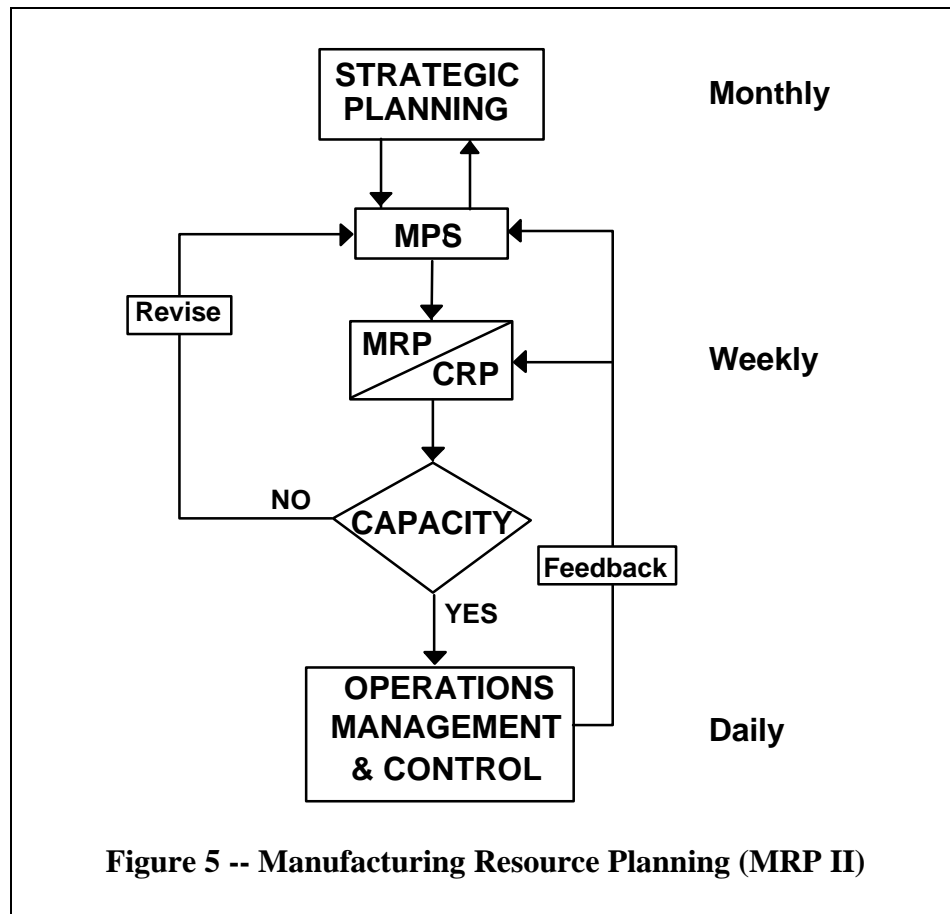 STRATEGIC
PLANNING
Monthly
MPS
Revise
MRP
CRP
Weekly
NO
CAPACITY
Feedback
YES
OPERATIONS
MANAGEMENT
& CONTROL
Daily
Figure 5 -- Manufacturing Resource Planning (MRP II)